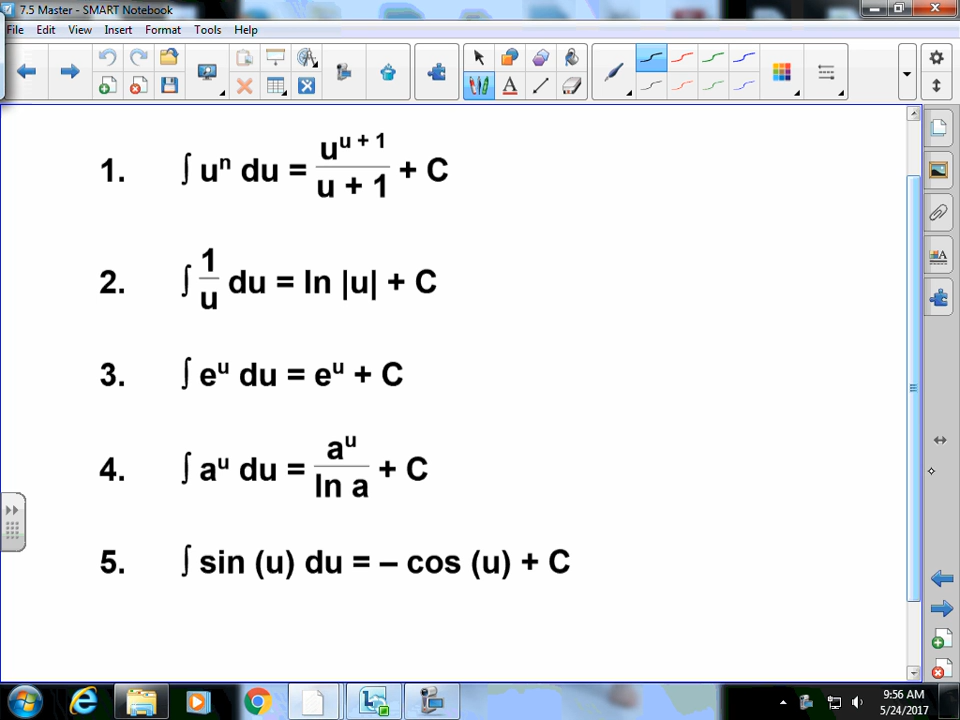 7.5 Master - SMART Notebook
File Edit View Insert Format Tools Help
1. ∫ uⁿ du = u^(u + 1) / (u + 1) + C
2. ∫ 1/u du = ln |u| + C
3. ∫ eᵘ du = eᵘ + C
4. ∫ aᵘ du = aᵘ / ln a + C
5. ∫ sin (u) du = – cos (u) + C
9:56 AM
5/24/2017